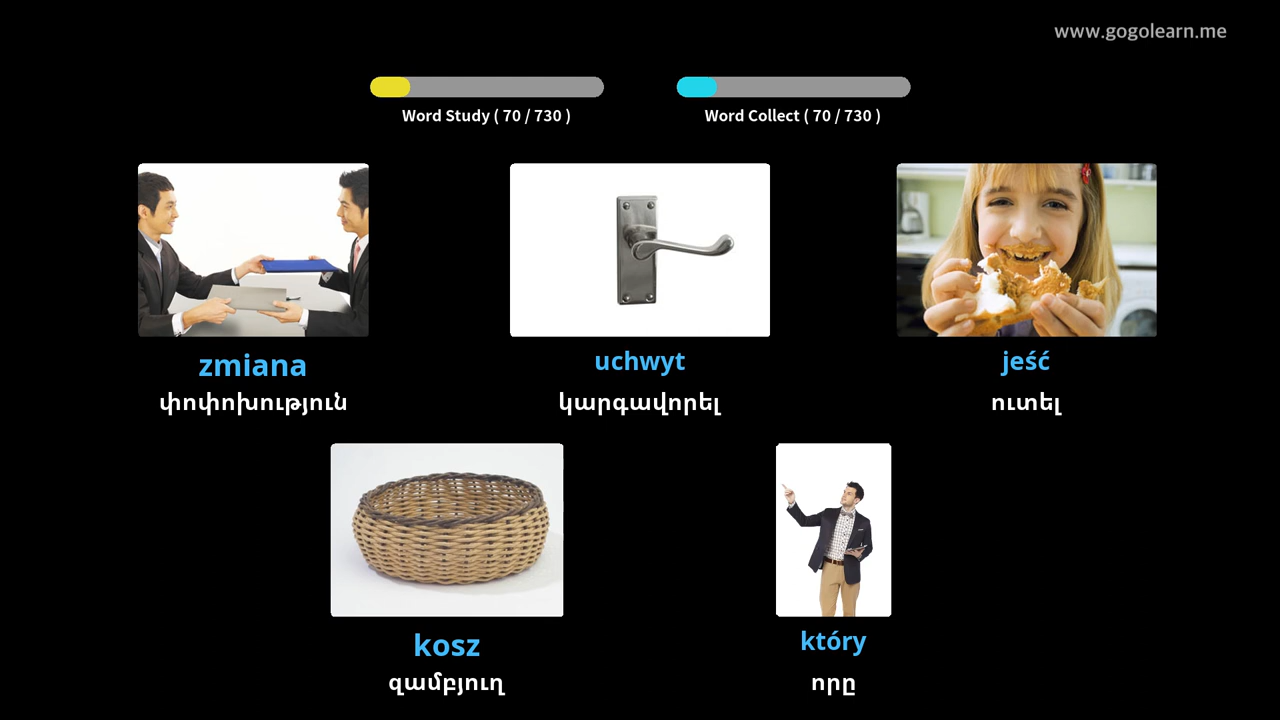 www.gogolearn.me
Word Study ( 70 / 730 )
Word Collect ( 70 / 730 )
zmiana
փոփոխություն
uchwyt
կարգավորել
jeść
ուտել
kosz
զամբյուղ
który
որը